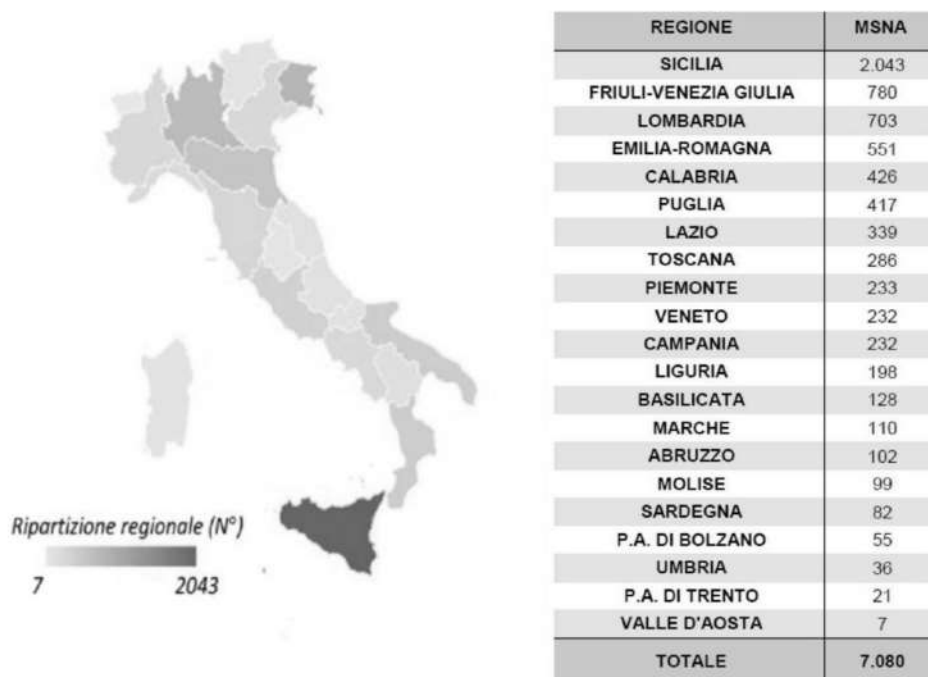 REGIONE MSNA
SICILIA 2.043
FRIULI-VENEZIA GIULIA 780
LOMBARDIA 703
EMILIA-ROMAGNA 551
CALABRIA 426
PUGLIA 417
LAZIO 339
TOSCANA 286
PIEMONTE 233
VENETO 232
CAMPANIA 232
LIGURIA 198
BASILICATA 128
MARCHE 110
ABRUZZO 102
MOLISE 99
SARDEGNA 82
P.A. DI BOLZANO 55
UMBRIA 36
P.A. DI TRENTO 21
VALLE D'AOSTA 7
TOTALE 7.080
Ripartizione regionale (N°)
7 2043